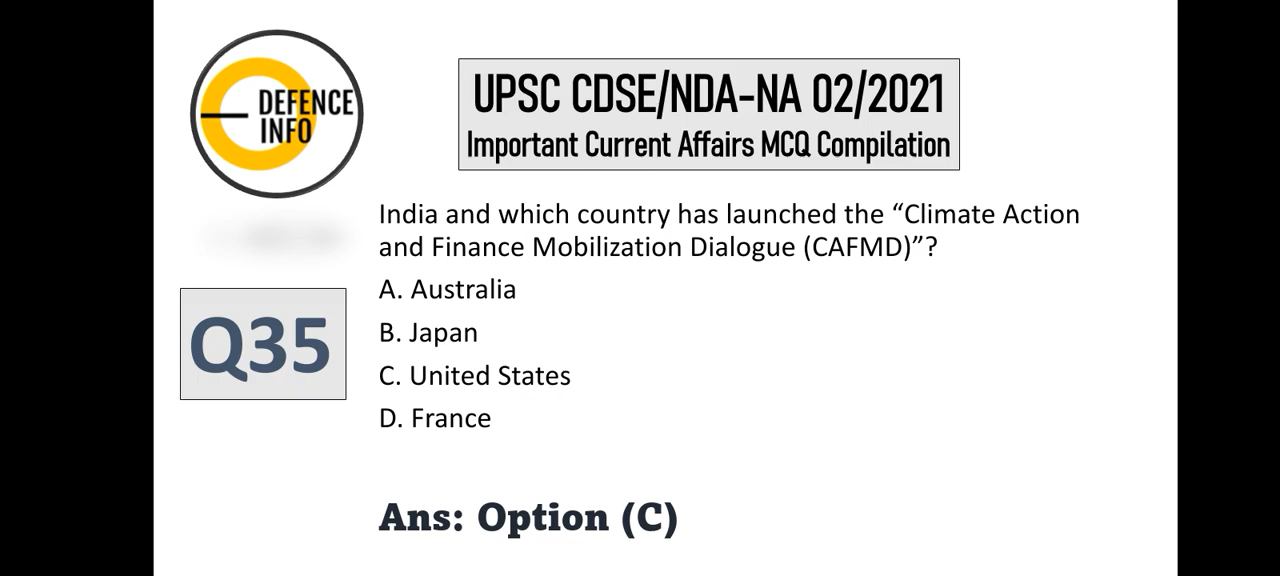 DEFENCE
INFO
UPSC CDSE/NDA-NA 02/2021
Important Current Affairs MCQ Compilation
India and which country has launched the “Climate Action
and Finance Mobilization Dialogue (CAFMD)”?
A. Australia
B. Japan
C. United States
D. France
Q35
Ans: Option (C)